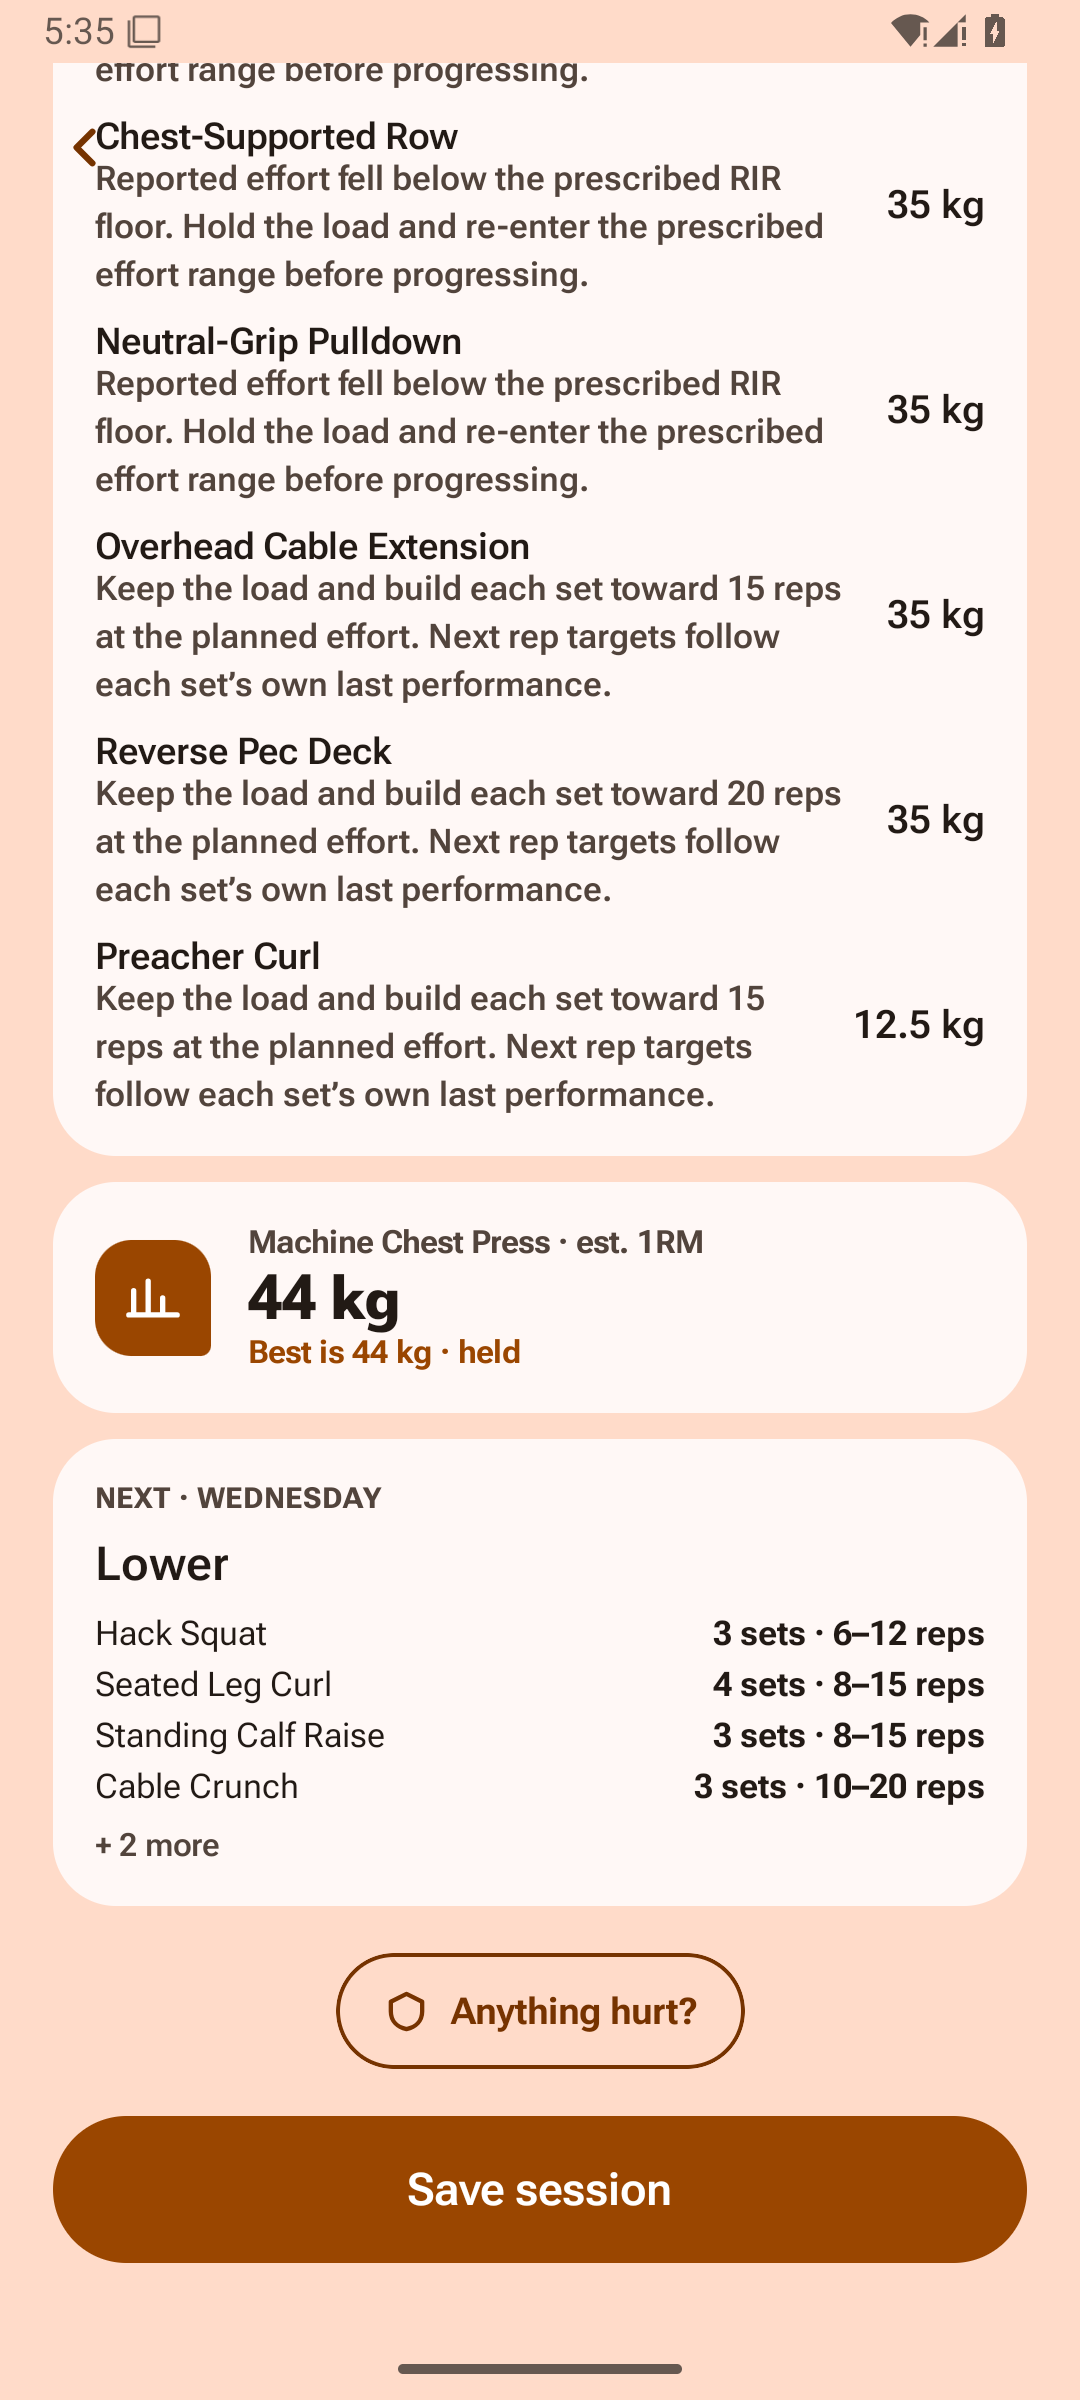 5:35
effort range before progressing.
Chest-Supported Row
Reported effort fell below the prescribed RIR
floor. Hold the load and re-enter the prescribed
effort range before progressing.
35 kg
Neutral-Grip Pulldown
Reported effort fell below the prescribed RIR
floor. Hold the load and re-enter the prescribed
effort range before progressing.
35 kg
Overhead Cable Extension
Keep the load and build each set toward 15 reps
at the planned effort. Next rep targets follow
each set’s own last performance.
35 kg
Reverse Pec Deck
Keep the load and build each set toward 20 reps
at the planned effort. Next rep targets follow
each set’s own last performance.
35 kg
Preacher Curl
Keep the load and build each set toward 15
reps at the planned effort. Next rep targets
follow each set’s own last performance.
12.5 kg
Machine Chest Press · est. 1RM
44 kg
Best is 44 kg · held
NEXT · WEDNESDAY
Lower
Hack Squat 3 sets · 6–12 reps
Seated Leg Curl 4 sets · 8–15 reps
Standing Calf Raise 3 sets · 8–15 reps
Cable Crunch 3 sets · 10–20 reps
+ 2 more
Anything hurt?
Save session